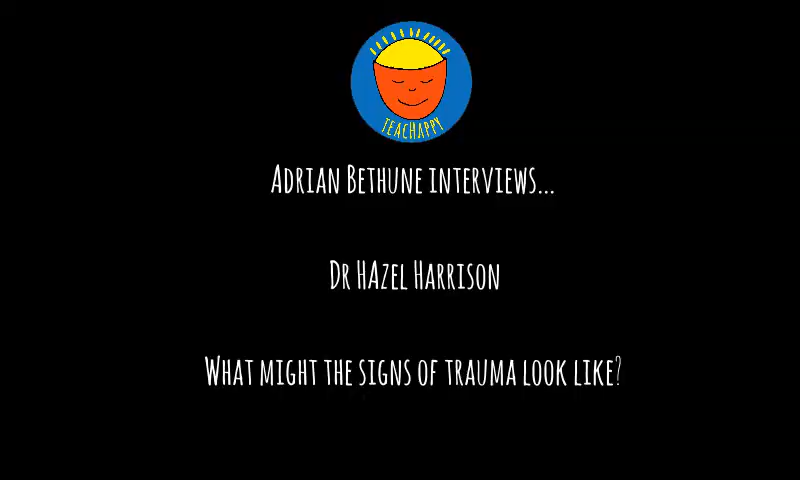 TEACHAPPY
ADRIAN BETHUNE INTERVIEWS...
DR HAZEL HARRISON
WHAT MIGHT THE SIGNS OF TRAUMA LOOK LIKE?